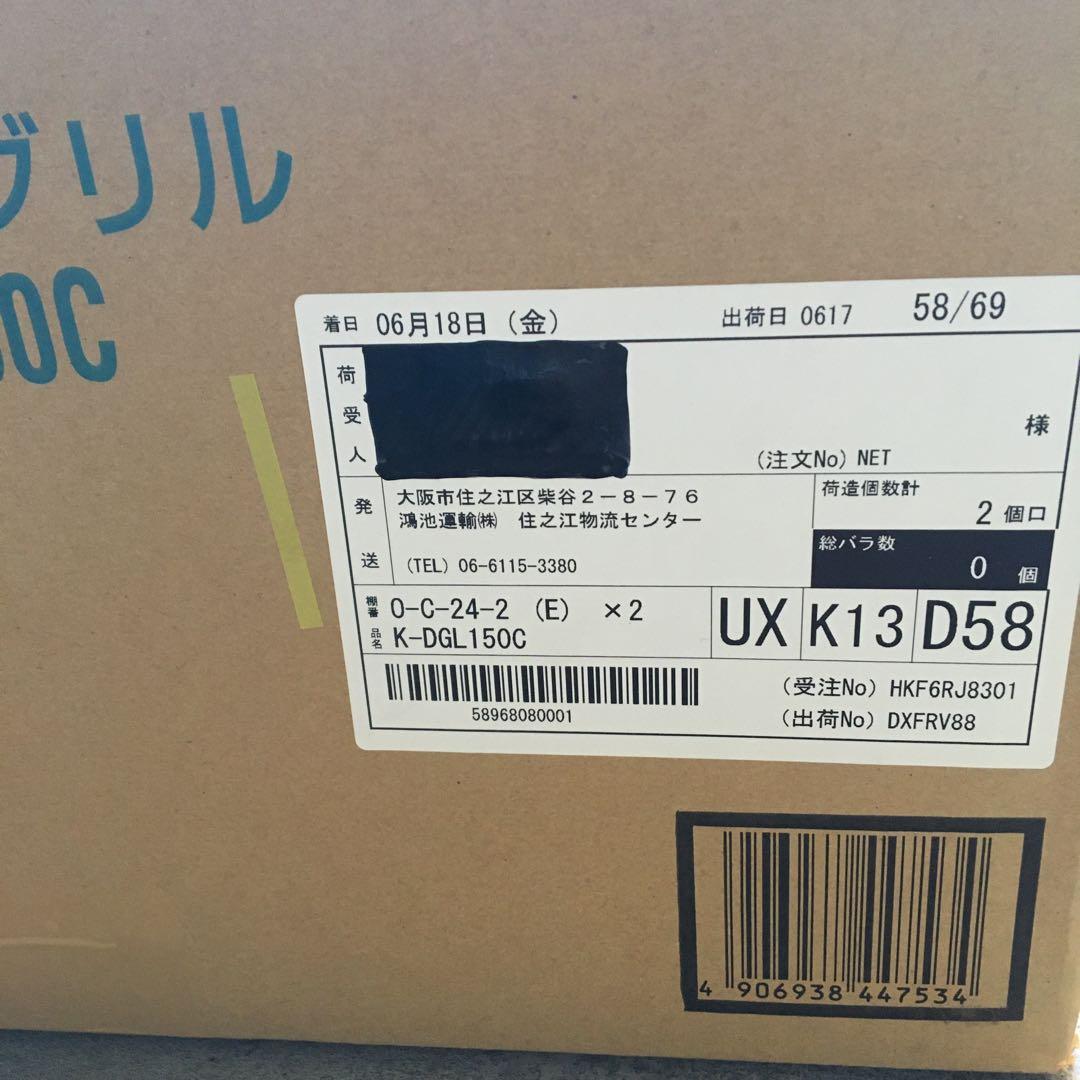 グリル
50C
着日 06月18日 (金) 出荷日 0617 58/69
荷受人
様
(注文No) NET
発送
大阪市住之江区柴谷2-8-76
鴻池運輸㈱ 住之江物流センター
(TEL) 06-6115-3380
荷造個数計
2 個口
総バラ数
0 個
棚番 0-C-24-2 (E) ×2
品名 K-DGL150C
UX K13 D58
58968080001
(受注No) HKF6RJ8301
(出荷No) DXFRV88
4 906938 447534